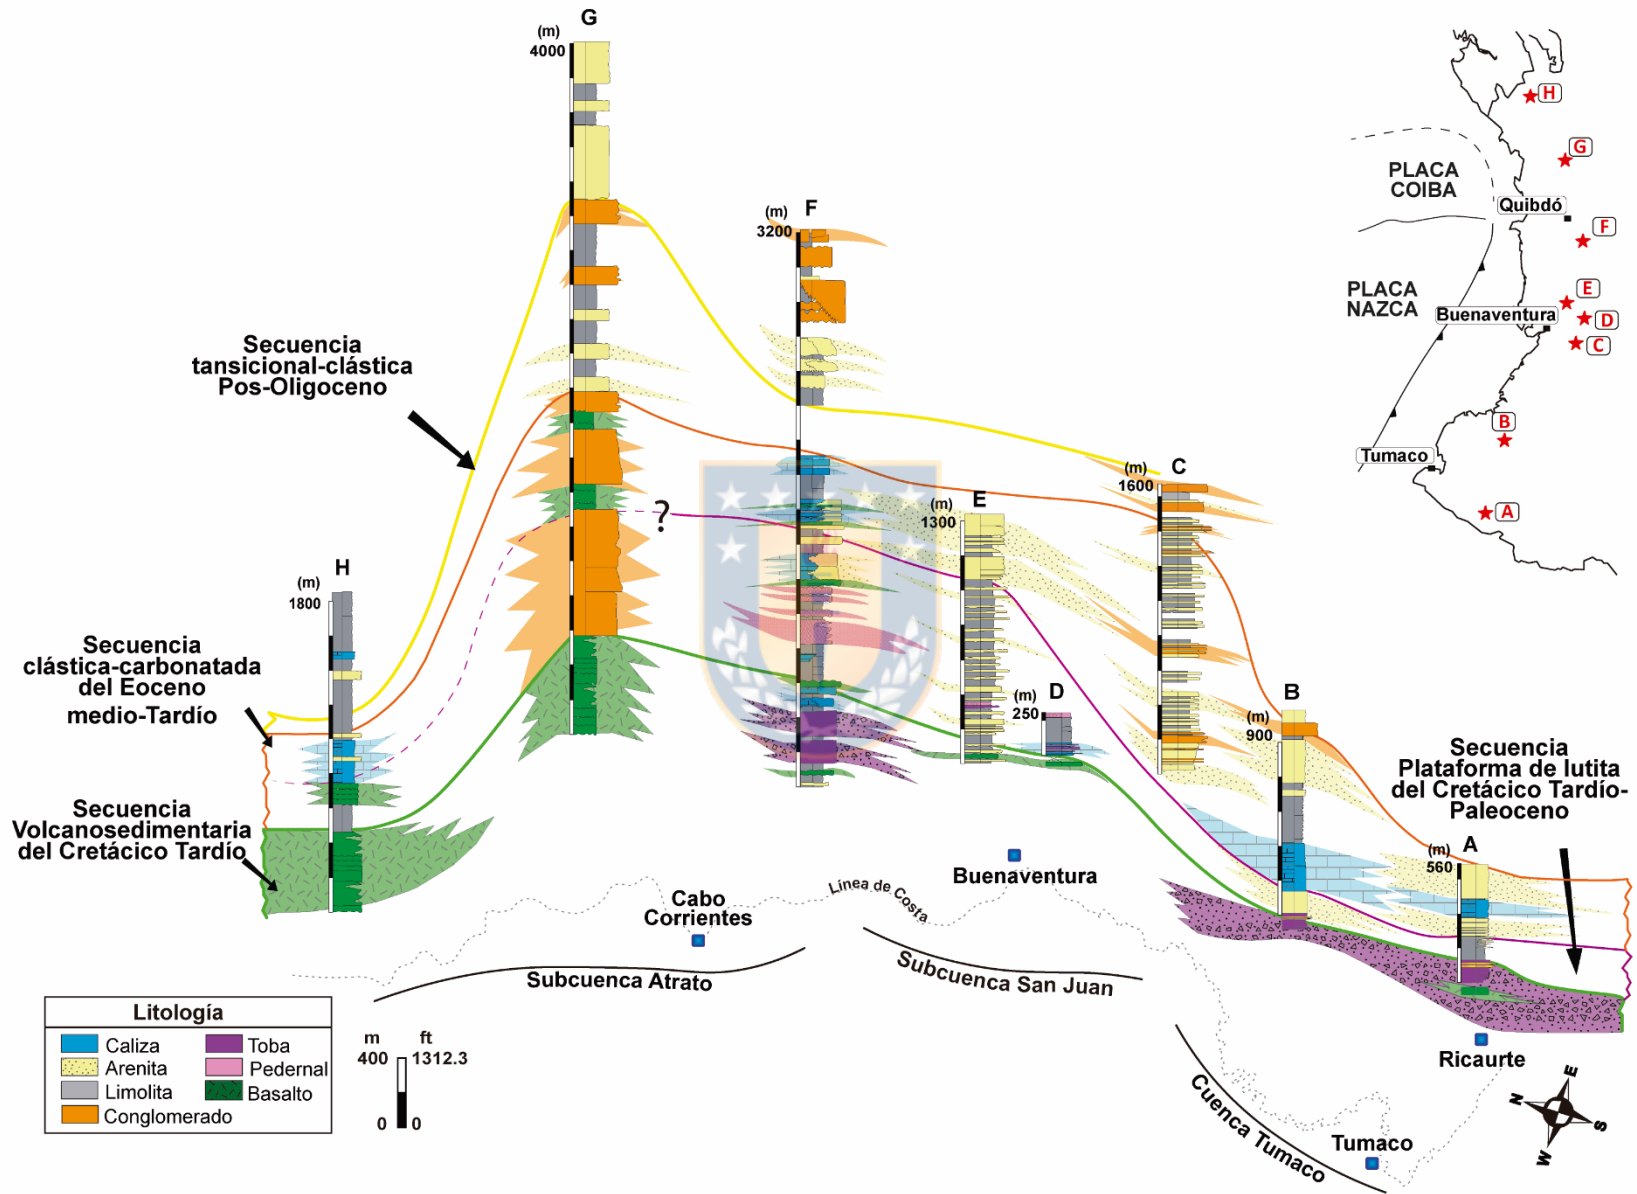 G
(m)
4000
H
G
PLACA
COIBA
Quibdó
F
PLACA
NAZCA
E
Buenaventura
D
C
B
Tumaco
A
F
(m)
3200
Secuencia
tansicional-clástica
Pos-Oligoceno
C
(m)
1600
E
(m)
1300
?
H
(m)
1800
D
(m)
250
B
(m)
900
Secuencia
clástica-carbonatada
del Eoceno
medio-Tardío
Secuencia
Plataforma de lutita
del Cretácico Tardío-
Paleoceno
A
(m)
560
Secuencia
Volcanosedimentaria
del Cretácico Tardío
Buenaventura
Línea de Costa
Cabo
Corrientes
Subcuenca Atrato
Subcuenca San Juan
Cuenca Tumaco
Ricaurte
Tumaco
N
E
S
W
Litología
Caliza
Toba
Arenita
Pedernal
Limolita
Basalto
Conglomerado
m ft
400 1312.3
0 0